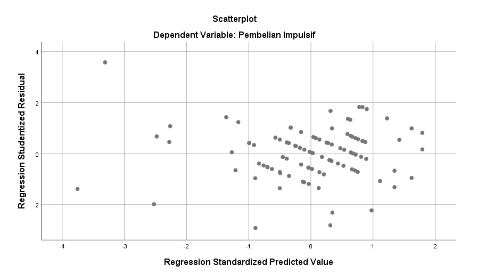 Scatterplot
Dependent Variable: Pembelian Impulsif
Regression Studentized Residual
4
2
0
-2
-4
-3
-2
-1
0
1
2
Regression Standardized Predicted Value